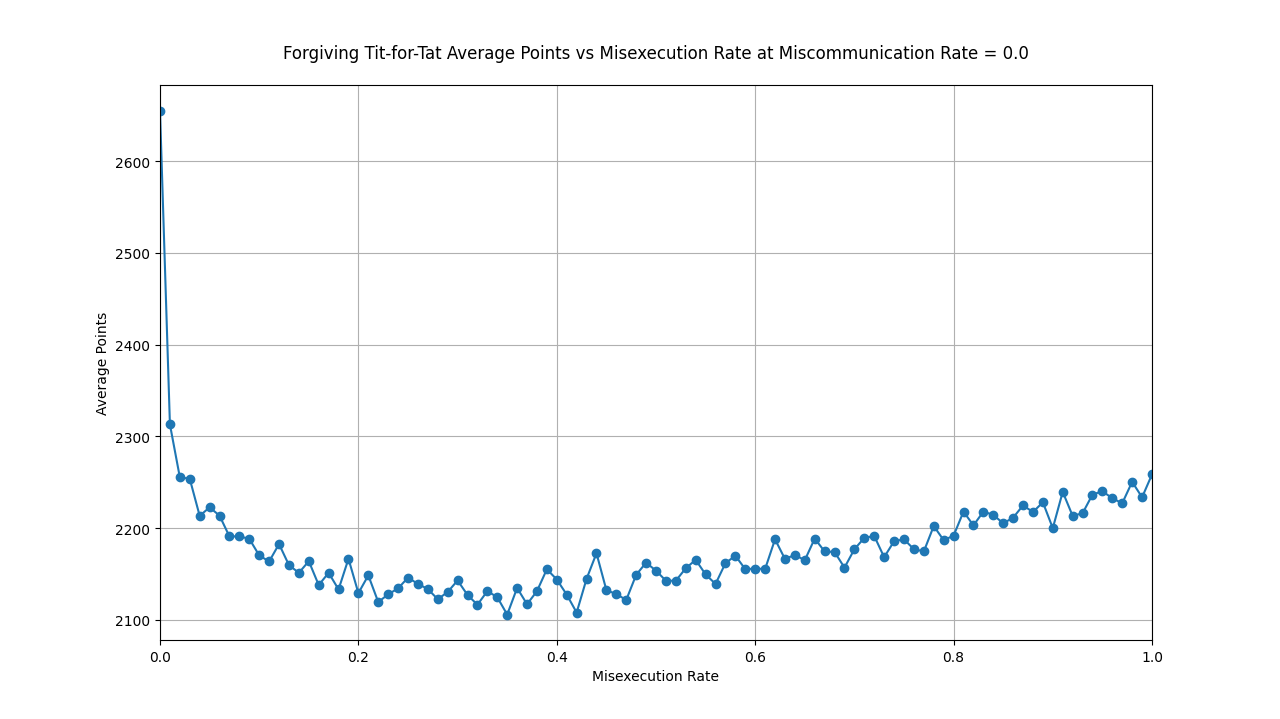 Forgiving Tit-for-Tat Average Points vs Misexecution Rate at Miscommunication Rate = 0.0
2600
2500
2400
2300
2200
2100
Average Points
0.0 0.2 0.4 0.6 0.8 1.0
Misexecution Rate